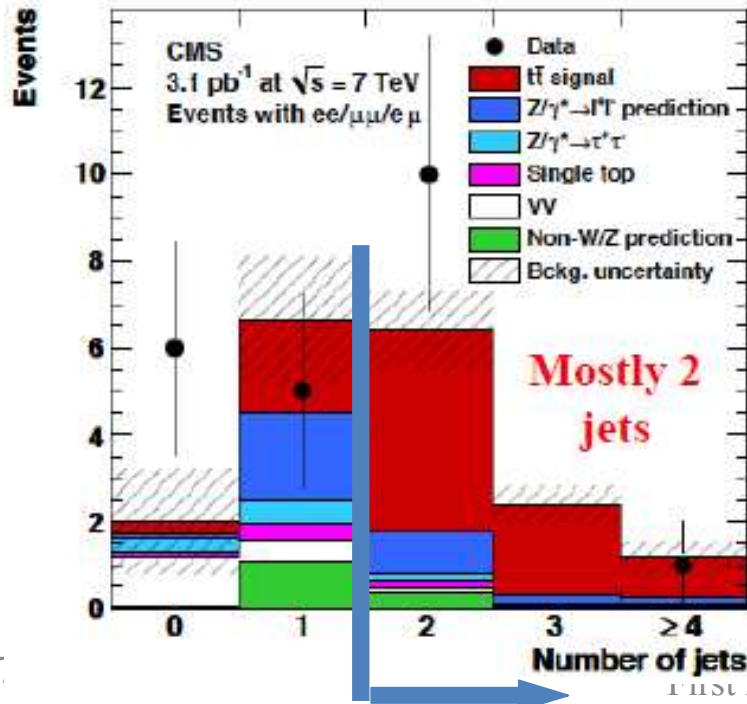 Events
CMS
3.1 pb-1 at √s = 7 TeV
Events with ee/μμ/eμ
Data
tt̄ signal
Z/γ*→l+l- prediction
Z/γ*→τ+τ-
Single top
VV
Non-W/Z prediction
Bckg. uncertainty
12
10
8
6
4
2
0
Mostly 2
jets
0 1 2 3 ≥4
Number of jets